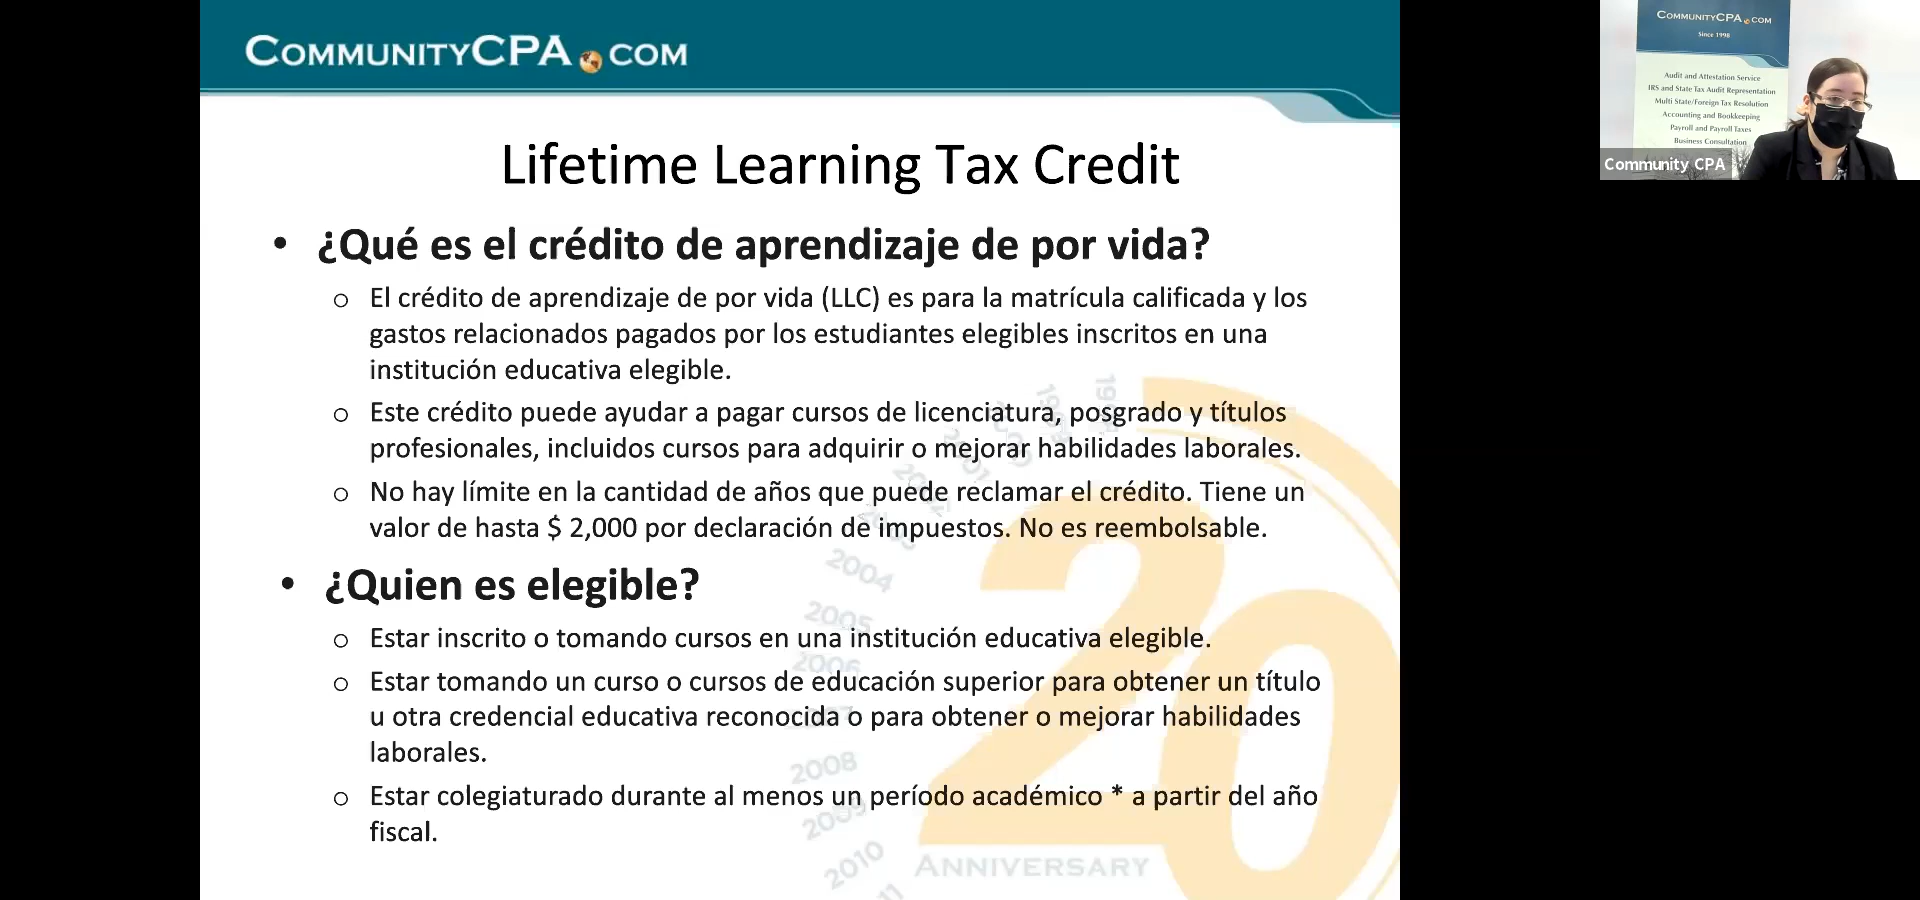 COMMUNITYCPA.COM
Lifetime Learning Tax Credit
• ¿Qué es el crédito de aprendizaje de por vida?
o El crédito de aprendizaje de por vida (LLC) es para la matrícula calificada y los
gastos relacionados pagados por los estudiantes elegibles inscritos en una
institución educativa elegible.
o Este crédito puede ayudar a pagar cursos de licenciatura, posgrado y títulos
profesionales, incluidos cursos para adquirir o mejorar habilidades laborales.
o No hay límite en la cantidad de años que puede reclamar el crédito. Tiene un
valor de hasta $ 2,000 por declaración de impuestos. No es reembolsable.
• ¿Quien es elegible?
o Estar inscrito o tomando cursos en una institución educativa elegible.
o Estar tomando un curso o cursos de educación superior para obtener un título
u otra credencial educativa reconocida o para obtener o mejorar habilidades
laborales.
o Estar colegiaturado durante al menos un período académico * a partir del año
fiscal.
2004
2005
2006
2008
2009
2010
20
ANNIVERSARY
COMMUNITYCPA.COM
Since 1998
Audit and Attestation Service
IRS and State Tax Audit Representation
Multi State/Foreign Tax Resolution
Accounting and Bookkeeping
Payroll and Payroll Taxes
Business Consultation
Community CPA